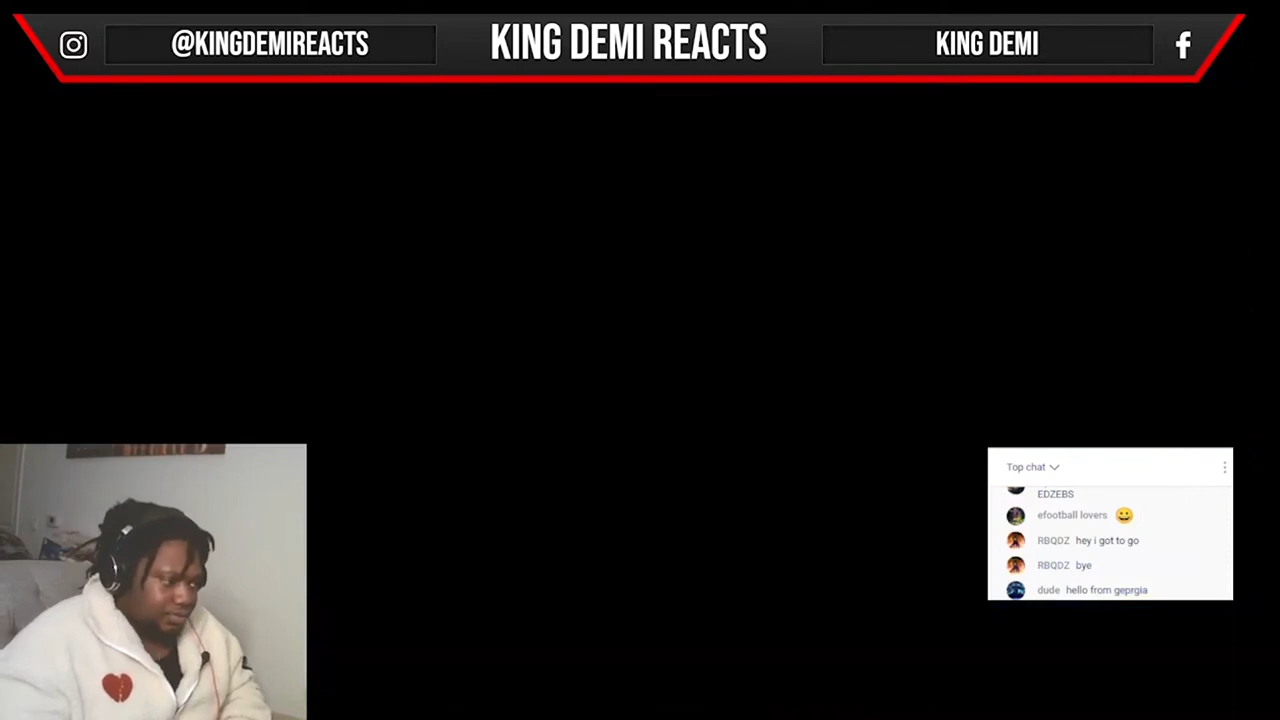 @KINGDEMIREACTS
KING DEMI REACTS
KING DEMI
Top chat
EDZEBS
efootball lovers 😀
RBQDZ hey i got to go
RBQDZ bye
dude hello from geprgia